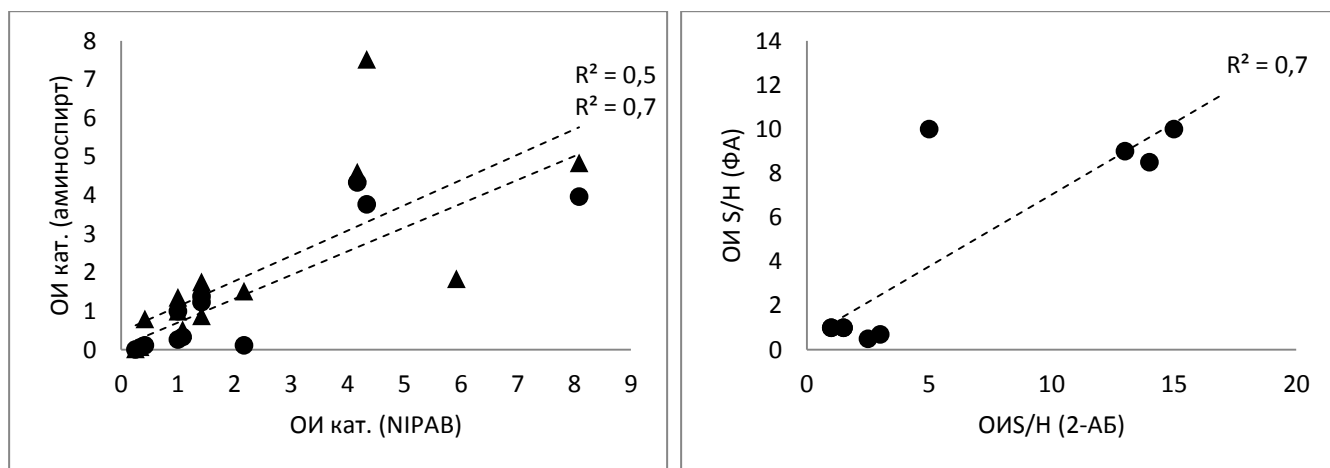 ОИ кат. (аминоспирт)
8
7
6
5
4
3
2
1
0
R² = 0,5
R² = 0,7
0 1 2 3 4 5 6 7 8 9
ОИ кат. (NIPAB)
ОИ S/H (ФА)
14
12
10
8
6
4
2
0
R² = 0,7
0 5 10 15 20
ОИS/H (2-АБ)